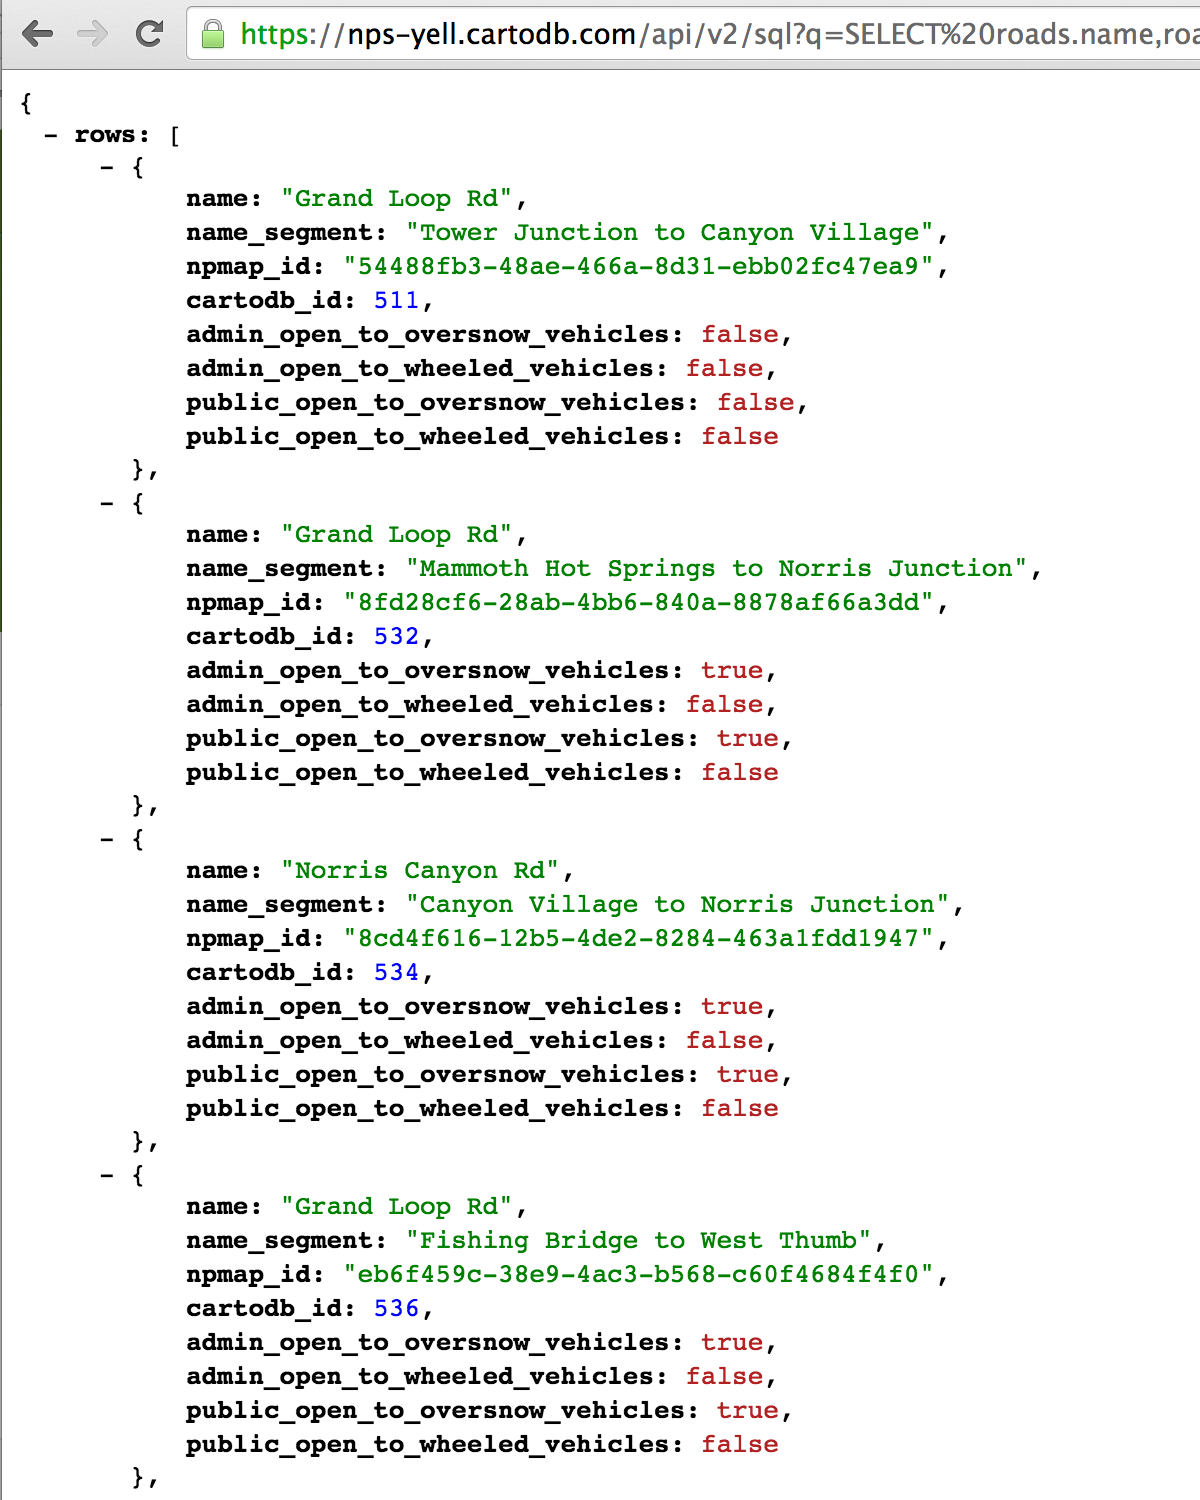 https://nps-yell.cartodb.com/api/v2/sql?q=SELECT%20roads.name,roa
{
- rows: [
- {
name: "Grand Loop Rd",
name_segment: "Tower Junction to Canyon Village",
npmap_id: "54488fb3-48ae-466a-8d31-ebb02fc47ea9",
cartodb_id: 511,
admin_open_to_oversnow_vehicles: false,
admin_open_to_wheeled_vehicles: false,
public_open_to_oversnow_vehicles: false,
public_open_to_wheeled_vehicles: false
},
- {
name: "Grand Loop Rd",
name_segment: "Mammoth Hot Springs to Norris Junction",
npmap_id: "8fd28cf6-28ab-4bb6-840a-8878af66a3dd",
cartodb_id: 532,
admin_open_to_oversnow_vehicles: true,
admin_open_to_wheeled_vehicles: false,
public_open_to_oversnow_vehicles: true,
public_open_to_wheeled_vehicles: false
},
- {
name: "Norris Canyon Rd",
name_segment: "Canyon Village to Norris Junction",
npmap_id: "8cd4f616-12b5-4de2-8284-463a1fdd1947",
cartodb_id: 534,
admin_open_to_oversnow_vehicles: true,
admin_open_to_wheeled_vehicles: false,
public_open_to_oversnow_vehicles: true,
public_open_to_wheeled_vehicles: false
},
- {
name: "Grand Loop Rd",
name_segment: "Fishing Bridge to West Thumb",
npmap_id: "eb6f459c-38e9-4ac3-b568-c60f4684f4f0",
cartodb_id: 536,
admin_open_to_oversnow_vehicles: true,
admin_open_to_wheeled_vehicles: false,
public_open_to_oversnow_vehicles: true,
public_open_to_wheeled_vehicles: false
},